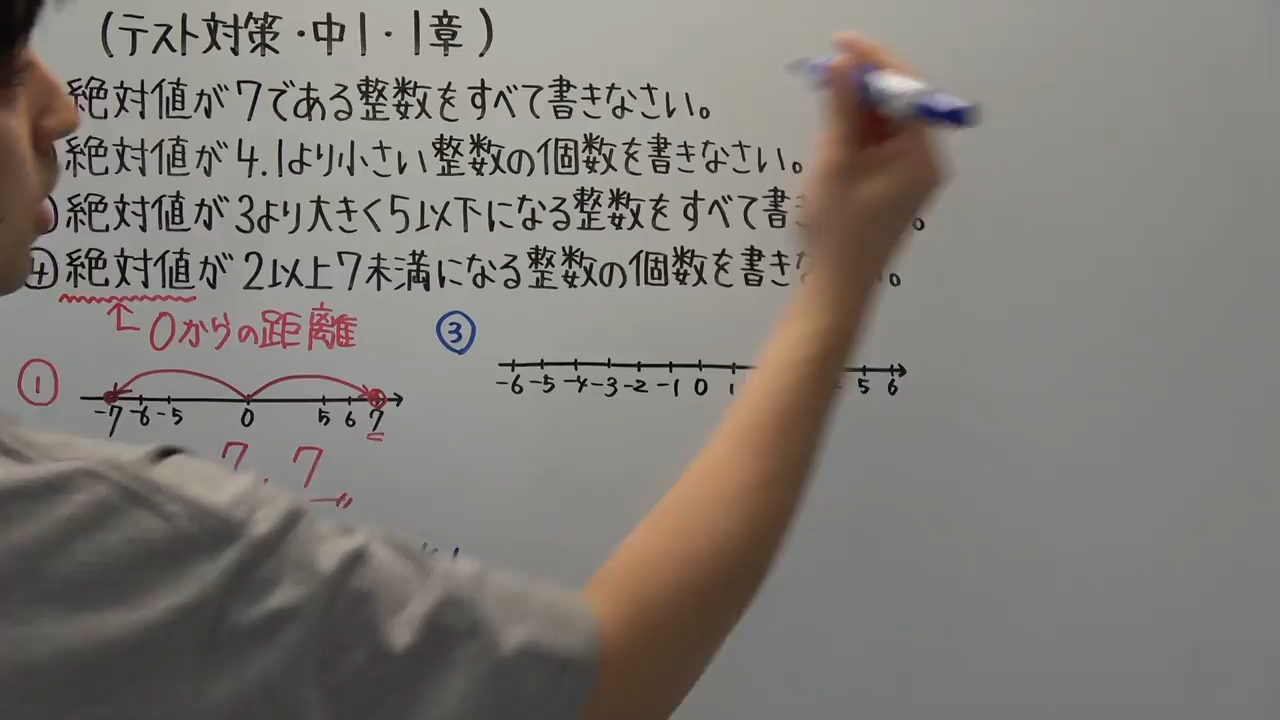 (テスト対策・中1・1章)
絶対値が7である整数をすべて書きなさい。
絶対値が4.1より小さい整数の個数を書きなさい。
絶対値が3より大きく5以下になる整数をすべて書
④絶対値が2以上7未満になる整数の個数を書き
0からの距離
③
-6 -5 -4 -3 -2 -1 0 1 5 6
①
-7 -6 -5 0 5 6 7
7, 7